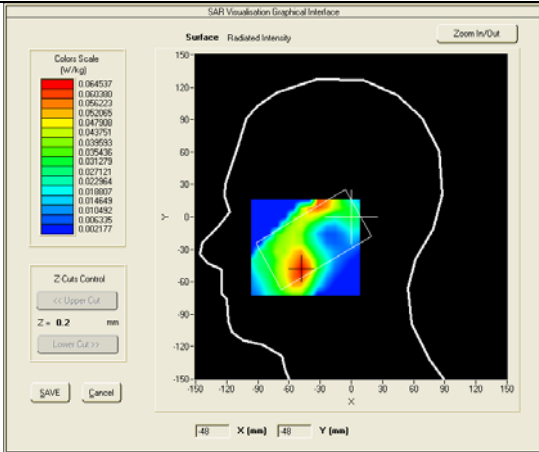 SAR Visualisation Graphical Interface
Surface Radiated Intensity
Zoom In/Out
Colors Scale
(W/kg)
0.064537
0.060380
0.056223
0.052065
0.047908
0.043751
0.039593
0.035436
0.031279
0.027121
0.022964
0.018807
0.014649
0.010492
0.006335
0.002177
Z-Cuts Control
<< Upper Cut
Z = 0.2 mm
Lower Cut >>
SAVE Cancel
150
120
90
60
30
Y
0
-30
-60
-90
-120
-150
-150 -120 -90 -60 -30 0 30 60 90 120 150
X
-48 X (mm) -48 Y (mm)